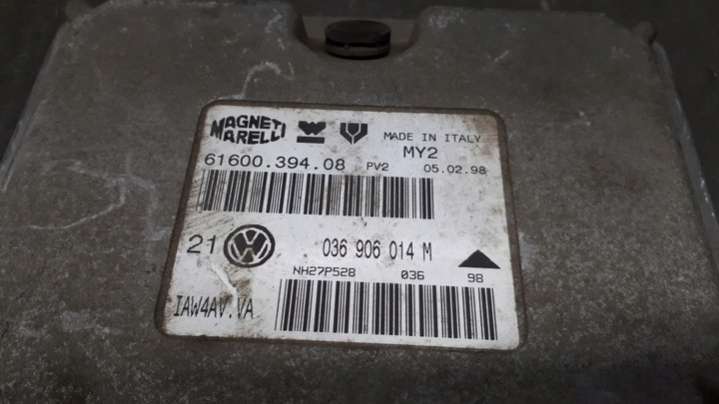 MAGNETI MARELLI
MADE IN ITALY
MY2
61600.394.08 PV2 05.02.98
21 VW 036 906 014 M
NH27P528 036 98
IAW4AV.VA